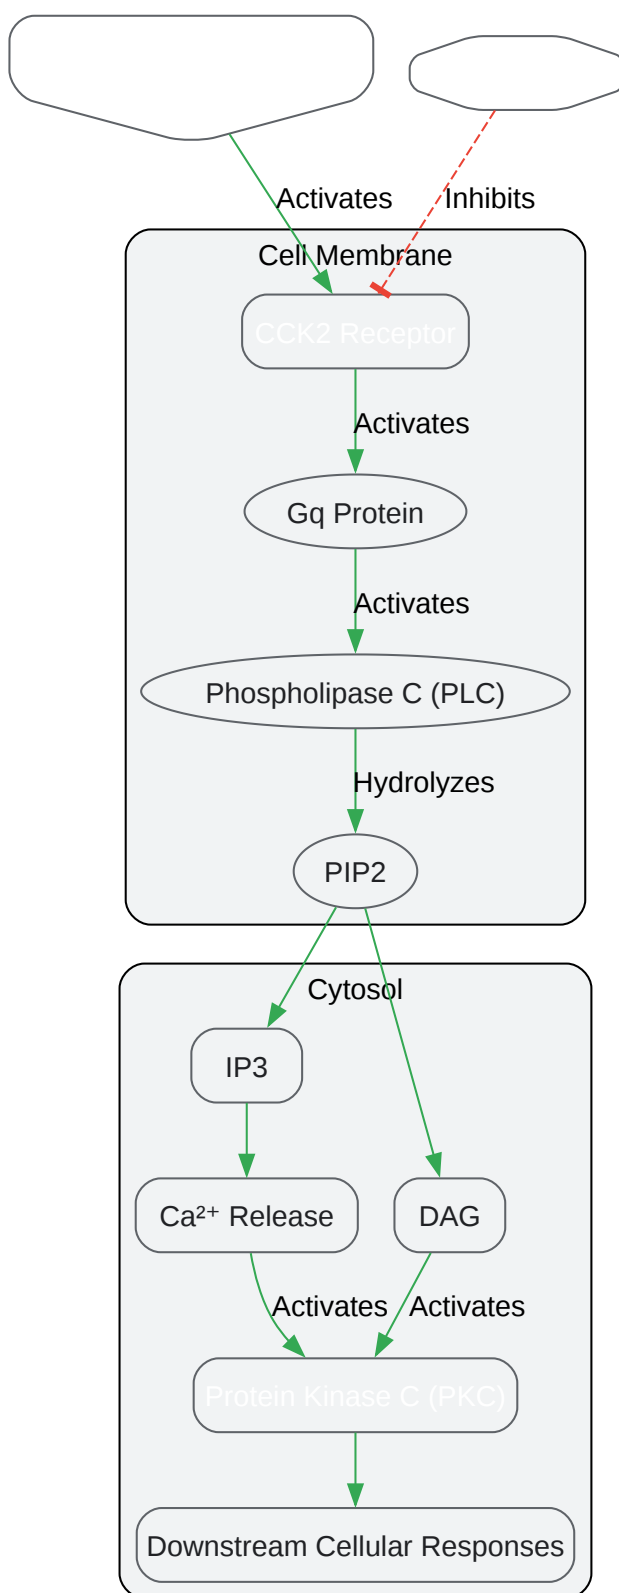 Activates
Inhibits
Cell Membrane
CCK2 Receptor
Activates
Gq Protein
Activates
Phospholipase C (PLC)
Hydrolyzes
PIP2
Cytosol
IP3
Ca²⁺ Release
DAG
Activates
Activates
Protein Kinase C (PKC)
Downstream Cellular Responses